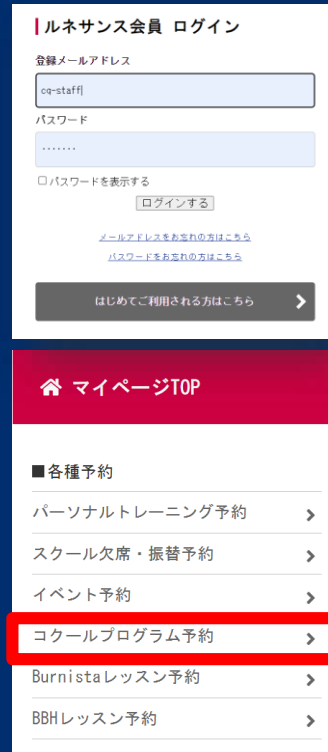 ルネサンス会員 ログイン
登録メールアドレス
cq-staff
パスワード
・・・・・・・
パスワードを表示する
ログインする
メールアドレスをお忘れの方はこちら
パスワードをお忘れの方はこちら
はじめてご利用される方はこちら
マイページTOP
■各種予約
パーソナルトレーニング予約
スクール欠席・振替予約
イベント予約
コクールプログラム予約
Burnistaレッスン予約
BBHレッスン予約